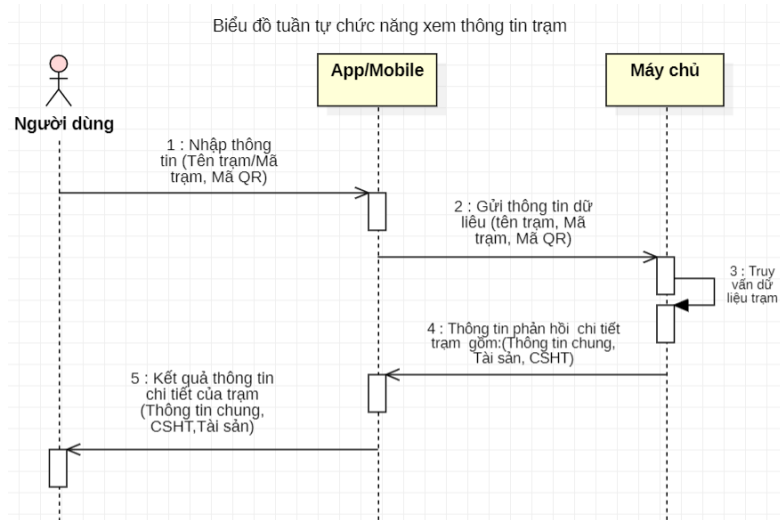 Biểu đồ tuần tự chức năng xem thông tin trạm
App/Mobile
Máy chủ
Người dùng
1 : Nhập thông
tin (Tên trạm/Mã
trạm, Mã QR)
2 : Gửi thông tin dữ
liêu (tên trạm, Mã
trạm, Mã QR)
3 : Truy
vấn dữ
liệu trạm
4 : Thông tin phản hồi chi tiết
trạm gồm:(Thông tin chung,
Tài sản, CSHT)
5 : Kết quả thông tin
chi tiết của trạm
(Thông tin chung,
CSHT,Tài sản)